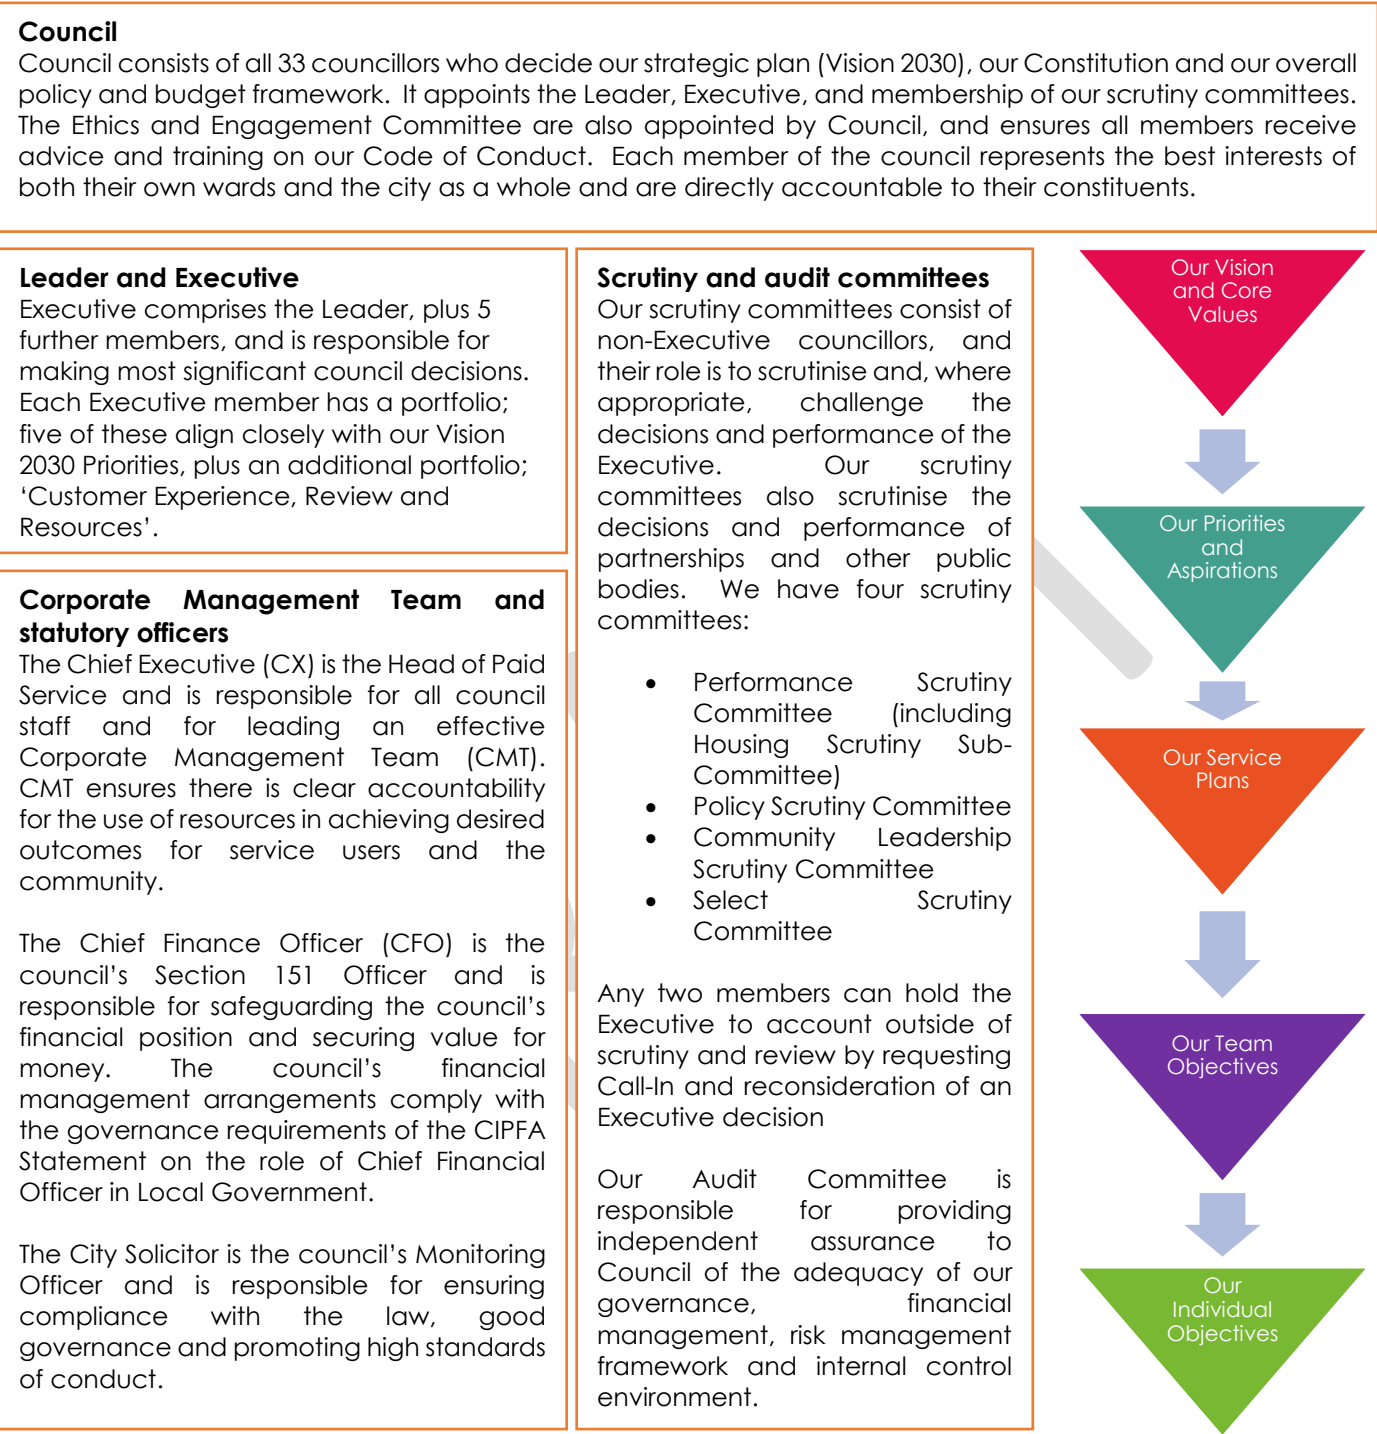 Council
Council consists of all 33 councillors who decide our strategic plan (Vision 2030), our Constitution and our overall
policy and budget framework. It appoints the Leader, Executive, and membership of our scrutiny committees.
The Ethics and Engagement Committee are also appointed by Council, and ensures all members receive
advice and training on our Code of Conduct. Each member of the council represents the best interests of
both their own wards and the city as a whole and are directly accountable to their constituents.
Leader and Executive
Executive comprises the Leader, plus 5
further members, and is responsible for
making most significant council decisions.
Each Executive member has a portfolio;
five of these align closely with our Vision
2030 Priorities, plus an additional portfolio;
‘Customer Experience, Review and
Resources’.
Corporate Management Team and
statutory officers
The Chief Executive (CX) is the Head of Paid
Service and is responsible for all council
staff and for leading an effective
Corporate Management Team (CMT).
CMT ensures there is clear accountability
for the use of resources in achieving desired
outcomes for service users and the
community.
The Chief Finance Officer (CFO) is the
council’s Section 151 Officer and is
responsible for safeguarding the council’s
financial position and securing value for
money. The council’s financial
management arrangements comply with
the governance requirements of the CIPFA
Statement on the role of Chief Financial
Officer in Local Government.
The City Solicitor is the council’s Monitoring
Officer and is responsible for ensuring
compliance with the law, good
governance and promoting high standards
of conduct.
Scrutiny and audit committees
Our scrutiny committees consist of
non-Executive councillors, and
their role is to scrutinise and, where
appropriate, challenge the
decisions and performance of the
Executive. Our scrutiny
committees also scrutinise the
decisions and performance of
partnerships and other public
bodies. We have four scrutiny
committees:
• Performance Scrutiny
Committee (including
Housing Scrutiny Sub-
Committee)
• Policy Scrutiny Committee
• Community Leadership
Scrutiny Committee
• Select Scrutiny
Committee
Any two members can hold the
Executive to account outside of
scrutiny and review by requesting
Call-In and reconsideration of an
Executive decision
Our Audit Committee is
responsible for providing
independent assurance to
Council of the adequacy of our
governance, financial
management, risk management
framework and internal control
environment.
Our Vision
and Core
Values
Our Priorities
and
Aspirations
Our Service
Plans
Our Team
Objectives
Our
Individual
Objectives